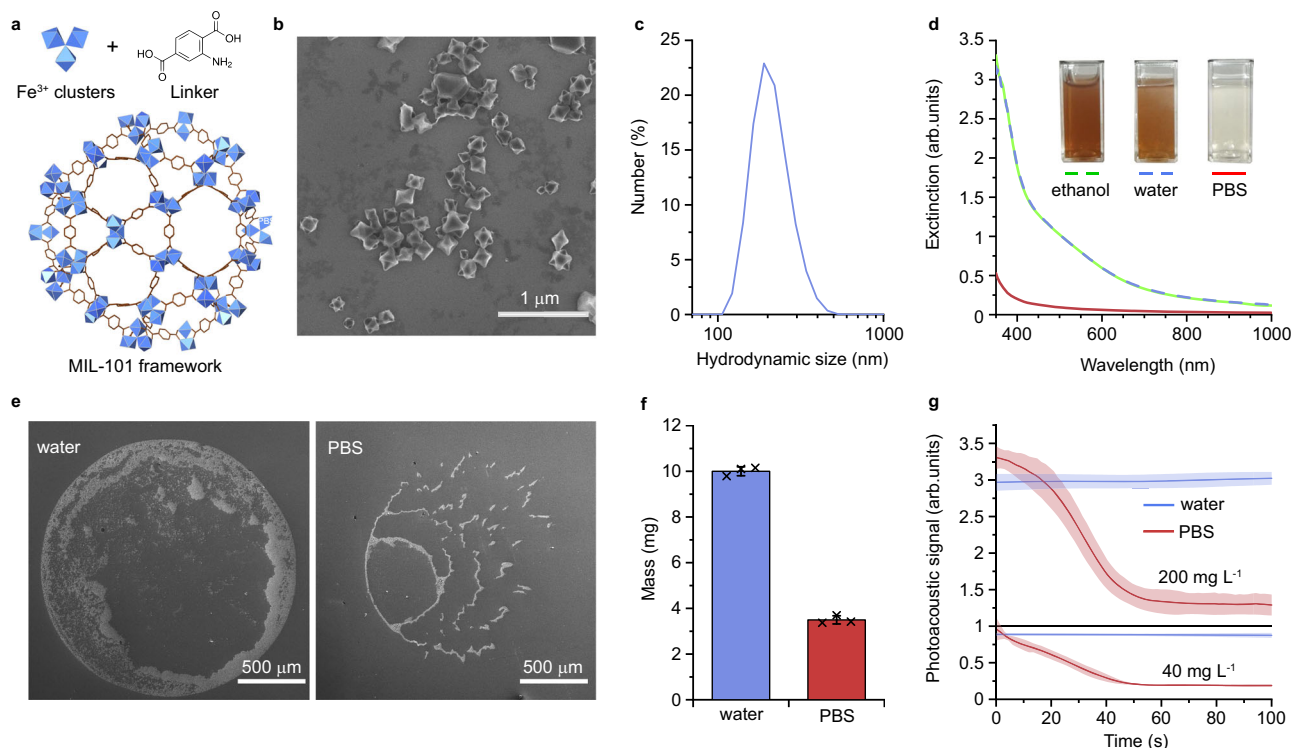 a
Fe³⁺ clusters
+
HO
O
O
OH
NH₂
Linker
MIL-101 framework
b
1 μm
c
Number (%)
25
20
15
10
5
0
100
1000
Hydrodynamic size (nm)
d
Extinction (arb.units)
3.5
3
2.5
2
1.5
1
0.5
0
ethanol
water
PBS
400
600
800
1000
Wavelength (nm)
e
water
500 μm
PBS
500 μm
f
Mass (mg)
12
10
8
6
4
2
0
water
PBS
g
Photoacoustic signal (arb.units)
3.5
3
2.5
2
1.5
1
0.5
0
water
PBS
200 mg L⁻¹
40 mg L⁻¹
0
20
40
60
80
100
Time (s)